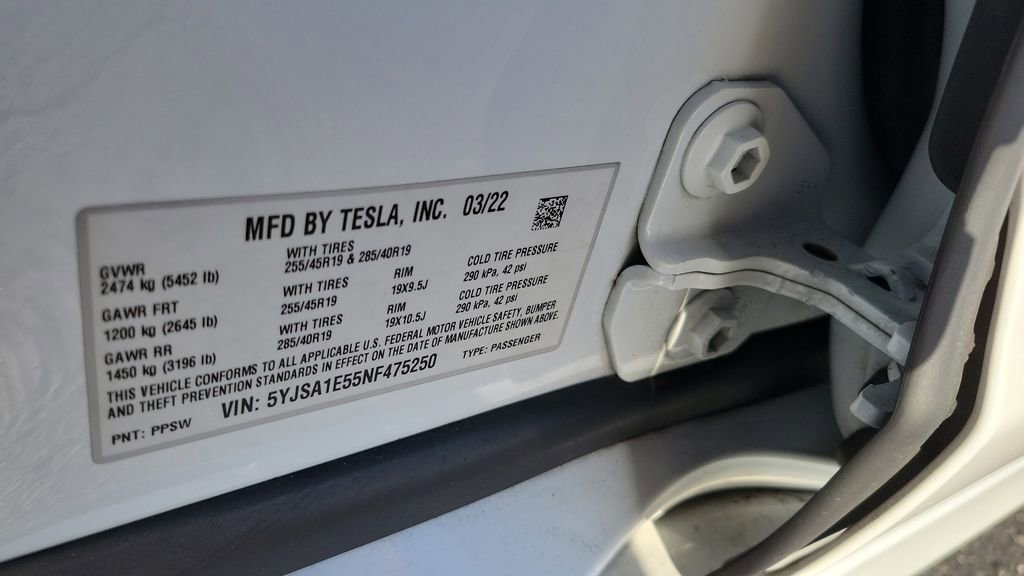 MFD BY TESLA, INC. 03/22
GVWR
2474 kg (5452 lb)
WITH TIRES
255/45R19 & 285/40R19
GAWR FRT
1200 kg (2645 lb)
WITH TIRES
255/45R19
RIM
19X9.5J
COLD TIRE PRESSURE
290 kPa, 42 psi
GAWR RR
1450 kg (3196 lb)
WITH TIRES
285/40R19
RIM
19X10.5J
COLD TIRE PRESSURE
290 kPa, 42 psi
THIS VEHICLE CONFORMS TO ALL APPLICABLE U.S. FEDERAL MOTOR VEHICLE SAFETY, BUMPER
AND THEFT PREVENTION STANDARDS IN EFFECT ON THE DATE OF MANUFACTURE SHOWN ABOVE.
VIN: 5YJSA1E55NF475250
TYPE: PASSENGER
PNT: PPSW